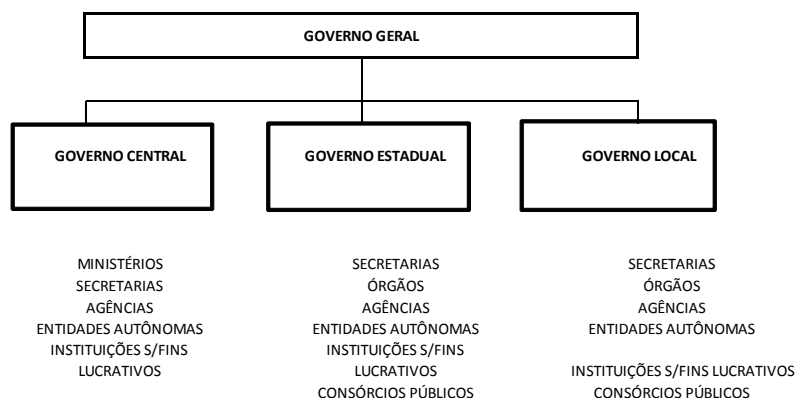 GOVERNO GERAL
GOVERNO CENTRAL
GOVERNO ESTADUAL
GOVERNO LOCAL
MINISTÉRIOS
SECRETARIAS
AGÊNCIAS
ENTIDADES AUTÔNOMAS
INSTITUIÇÕES S/FINS
LUCRATIVOS
SECRETARIAS
ÓRGÃOS
AGÊNCIAS
ENTIDADES AUTÔNOMAS
INSTITUIÇÕES S/FINS
LUCRATIVOS
CONSÓRCIOS PÚBLICOS
SECRETARIAS
ÓRGÃOS
AGÊNCIAS
ENTIDADES AUTÔNOMAS
INSTITUIÇÕES S/FINS LUCRATIVOS
CONSÓRCIOS PÚBLICOS